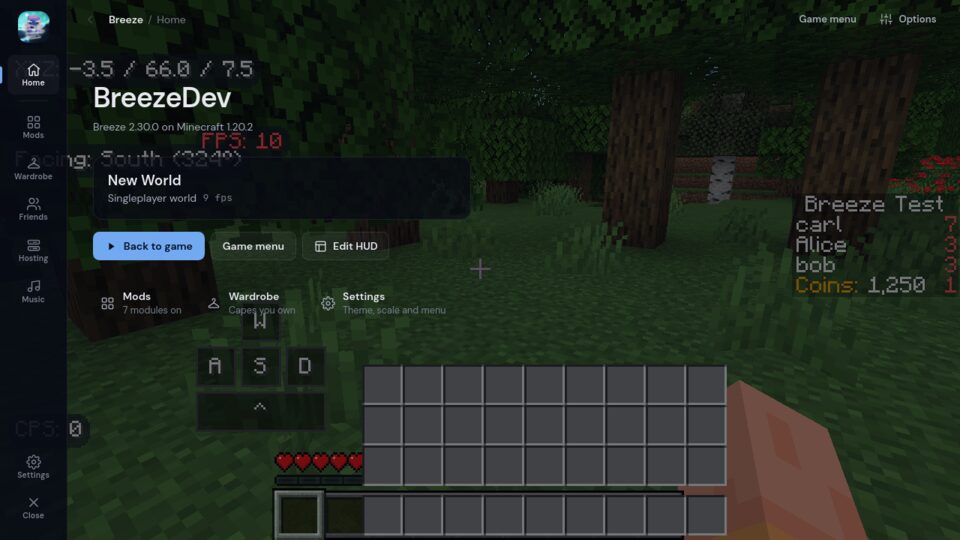 Breeze / Home
Game menu
Options
XYZ: -3.5 / 66.0 / 7.5
Home
BreezeDev
Breeze 2.30.0 on Minecraft 1.20.2
FPS: 10
Mods
Facing: South (324°)
Wardrobe
New World
Singleplayer world 9 fps
Friends
Breeze Test
carl 7
Alice 3
bob 3
Coins: 1,250 1
Back to game
Game menu
Edit HUD
Hosting
Music
Mods
7 modules on
Wardrobe
Capes you own
Settings
Theme, scale and menu
W
A S D
CPS: 0
Settings
Close